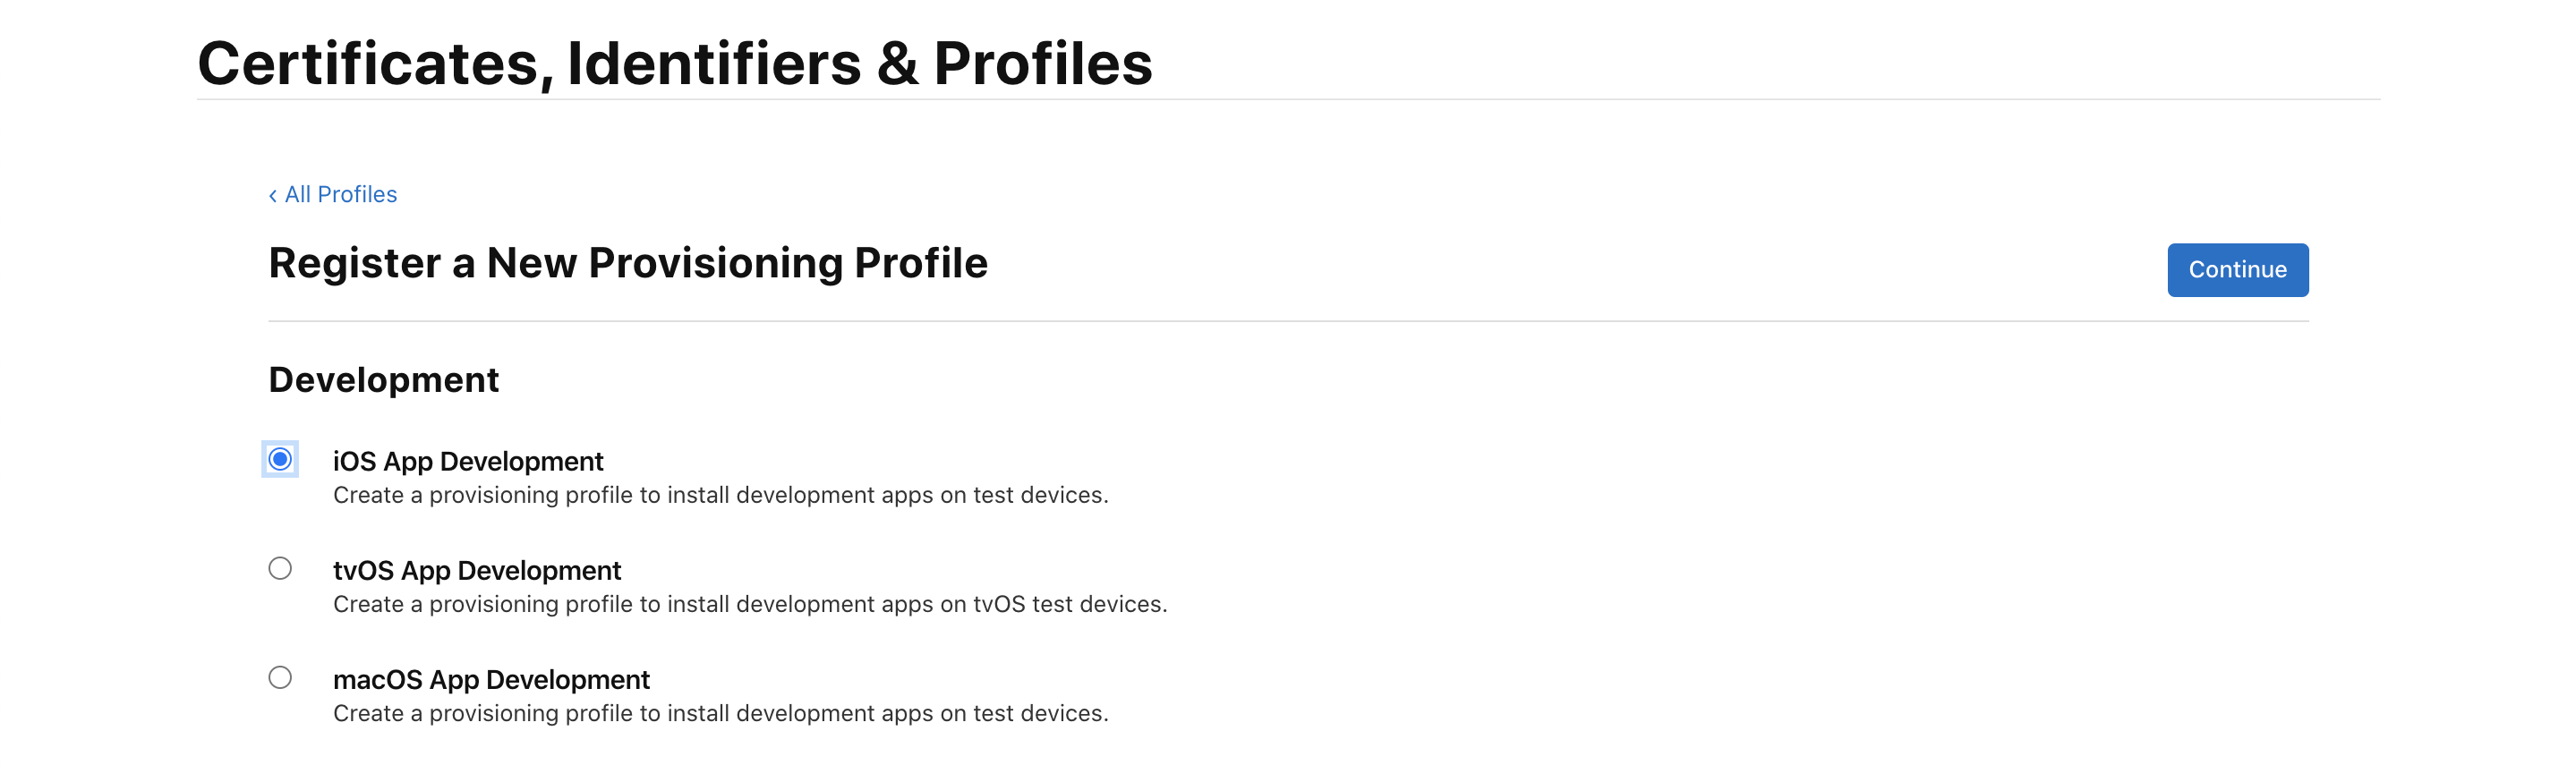 Certificates, Identifiers & Profiles
‹ All Profiles
Register a New Provisioning Profile
Continue
Development
iOS App Development
Create a provisioning profile to install development apps on test devices.
tvOS App Development
Create a provisioning profile to install development apps on tvOS test devices.
macOS App Development
Create a provisioning profile to install development apps on test devices.